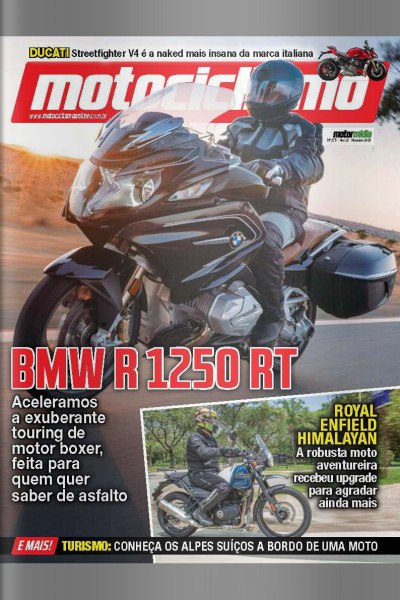 DUCATI Streetfighter V4 é a naked mais insana da marca italiana
motociclismo
www.motociclismoonline.com.br
motormídia
BMW
BMW R 1250 RT
Aceleramos
a exuberante
touring de
motor boxer,
feita para
quem quer
saber de asfalto
ROYAL
ENFIELD
HIMALAYAN
A robusta moto
aventureira
recebeu upgrade
para agradar
ainda mais
E MAIS! TURISMO: CONHEÇA OS ALPES SUÍÇOS A BORDO DE UMA MOTO